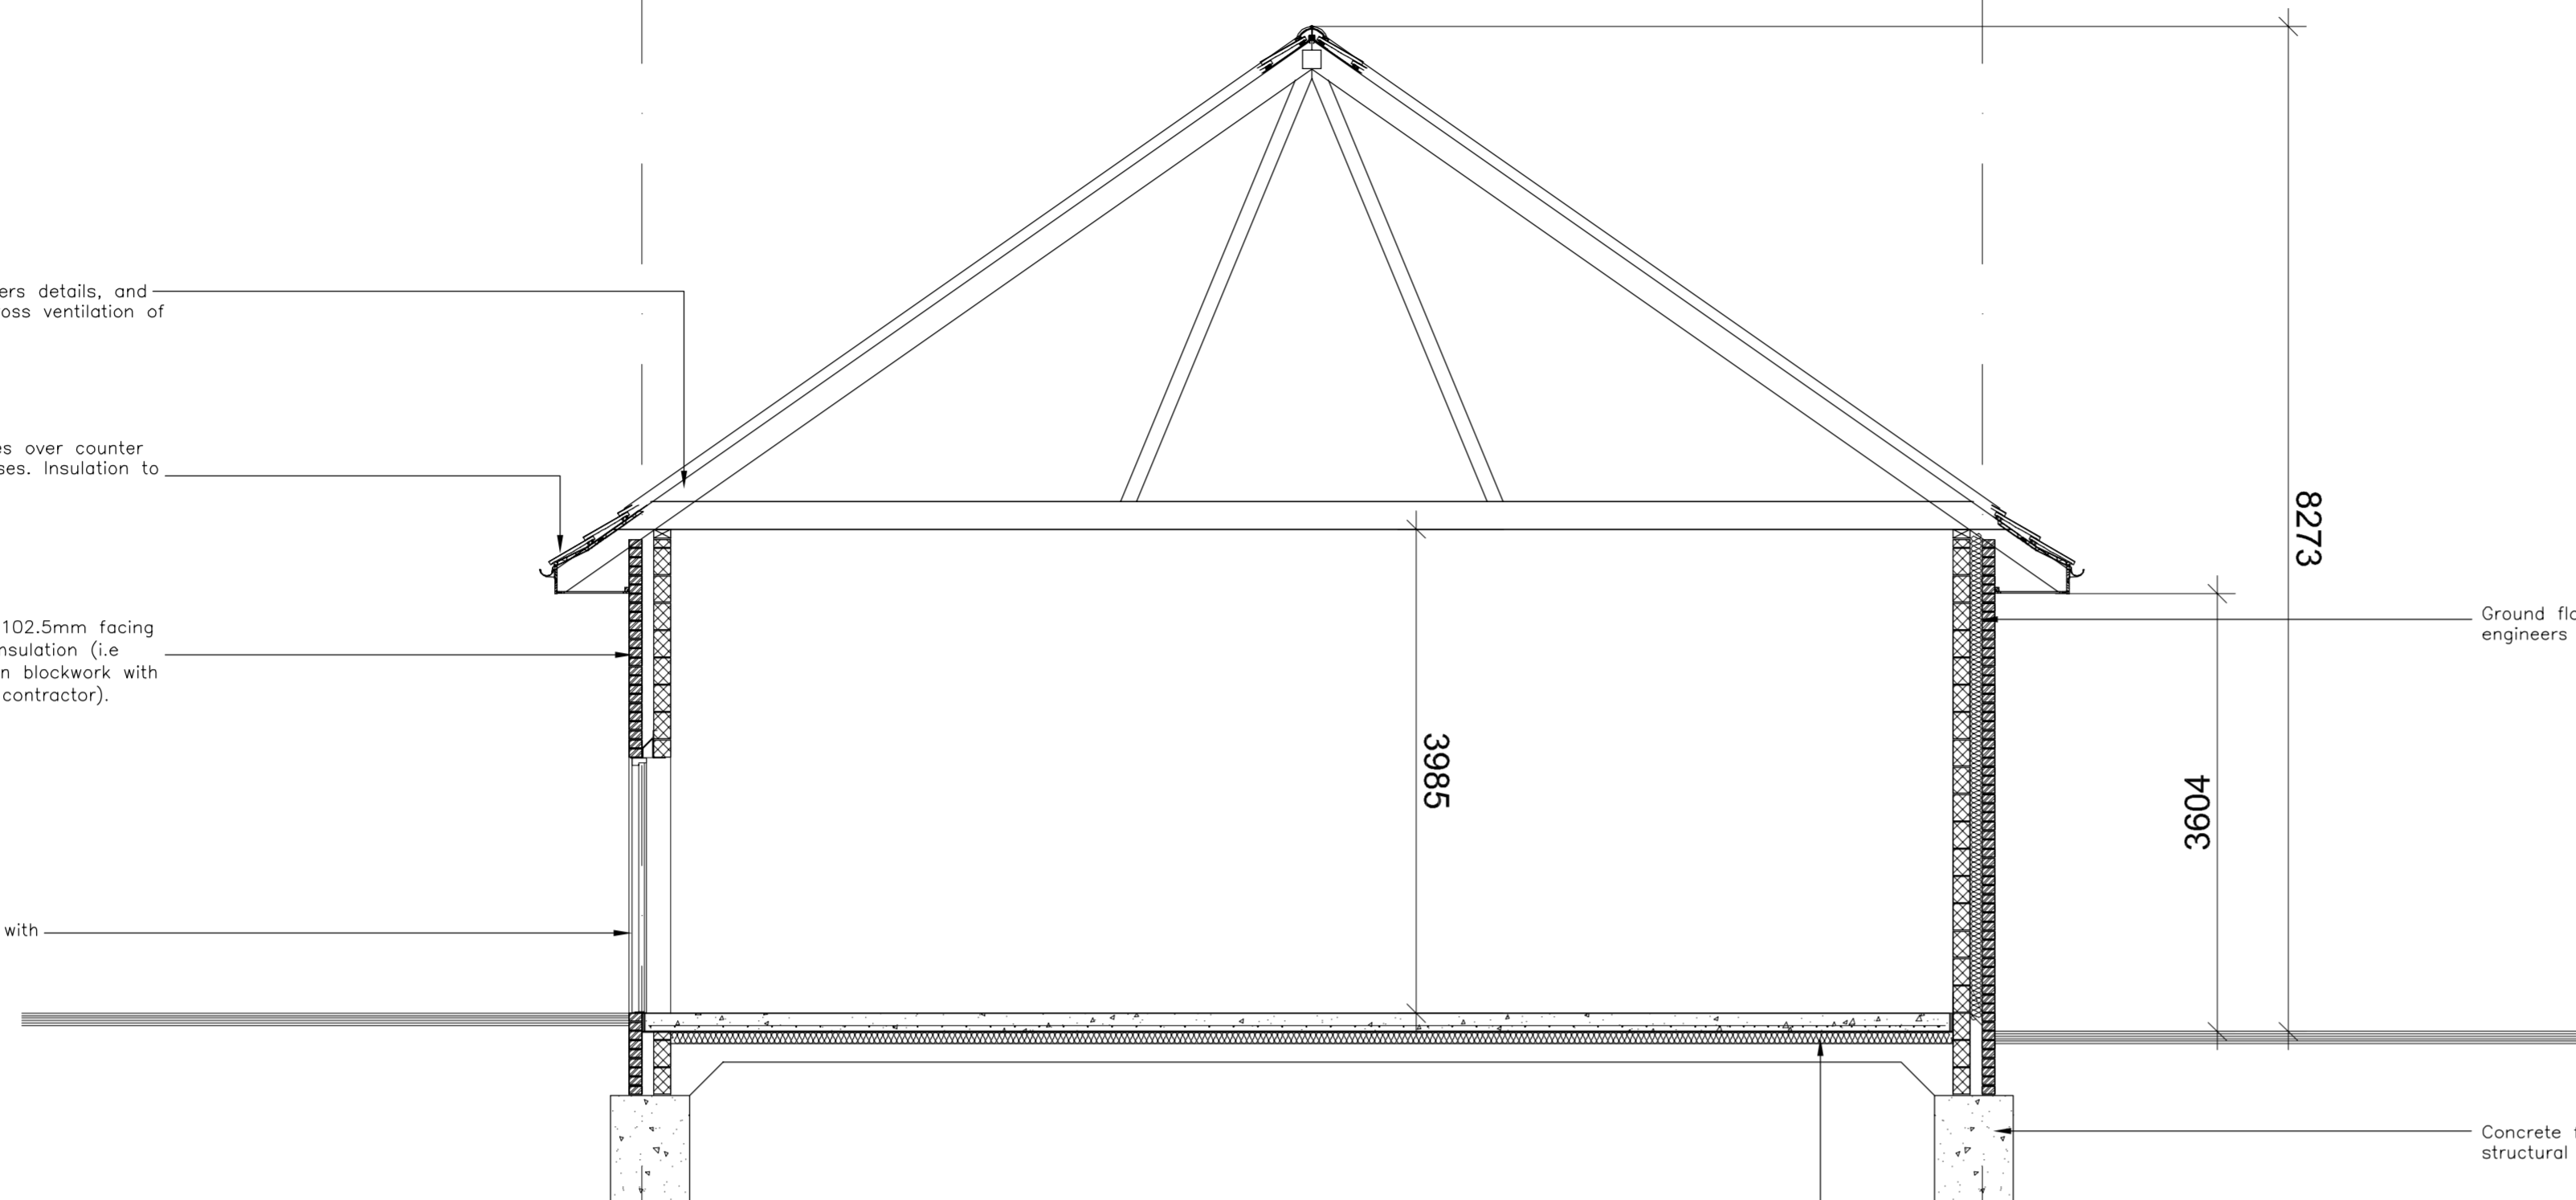 ers details, and
oss ventilation of
es over counter
ses. Insulation to
102.5mm facing
nsulation (i.e
n blockwork with
contractor).
with
8273
3985
3604
Ground flo
engineers
Concrete
structural